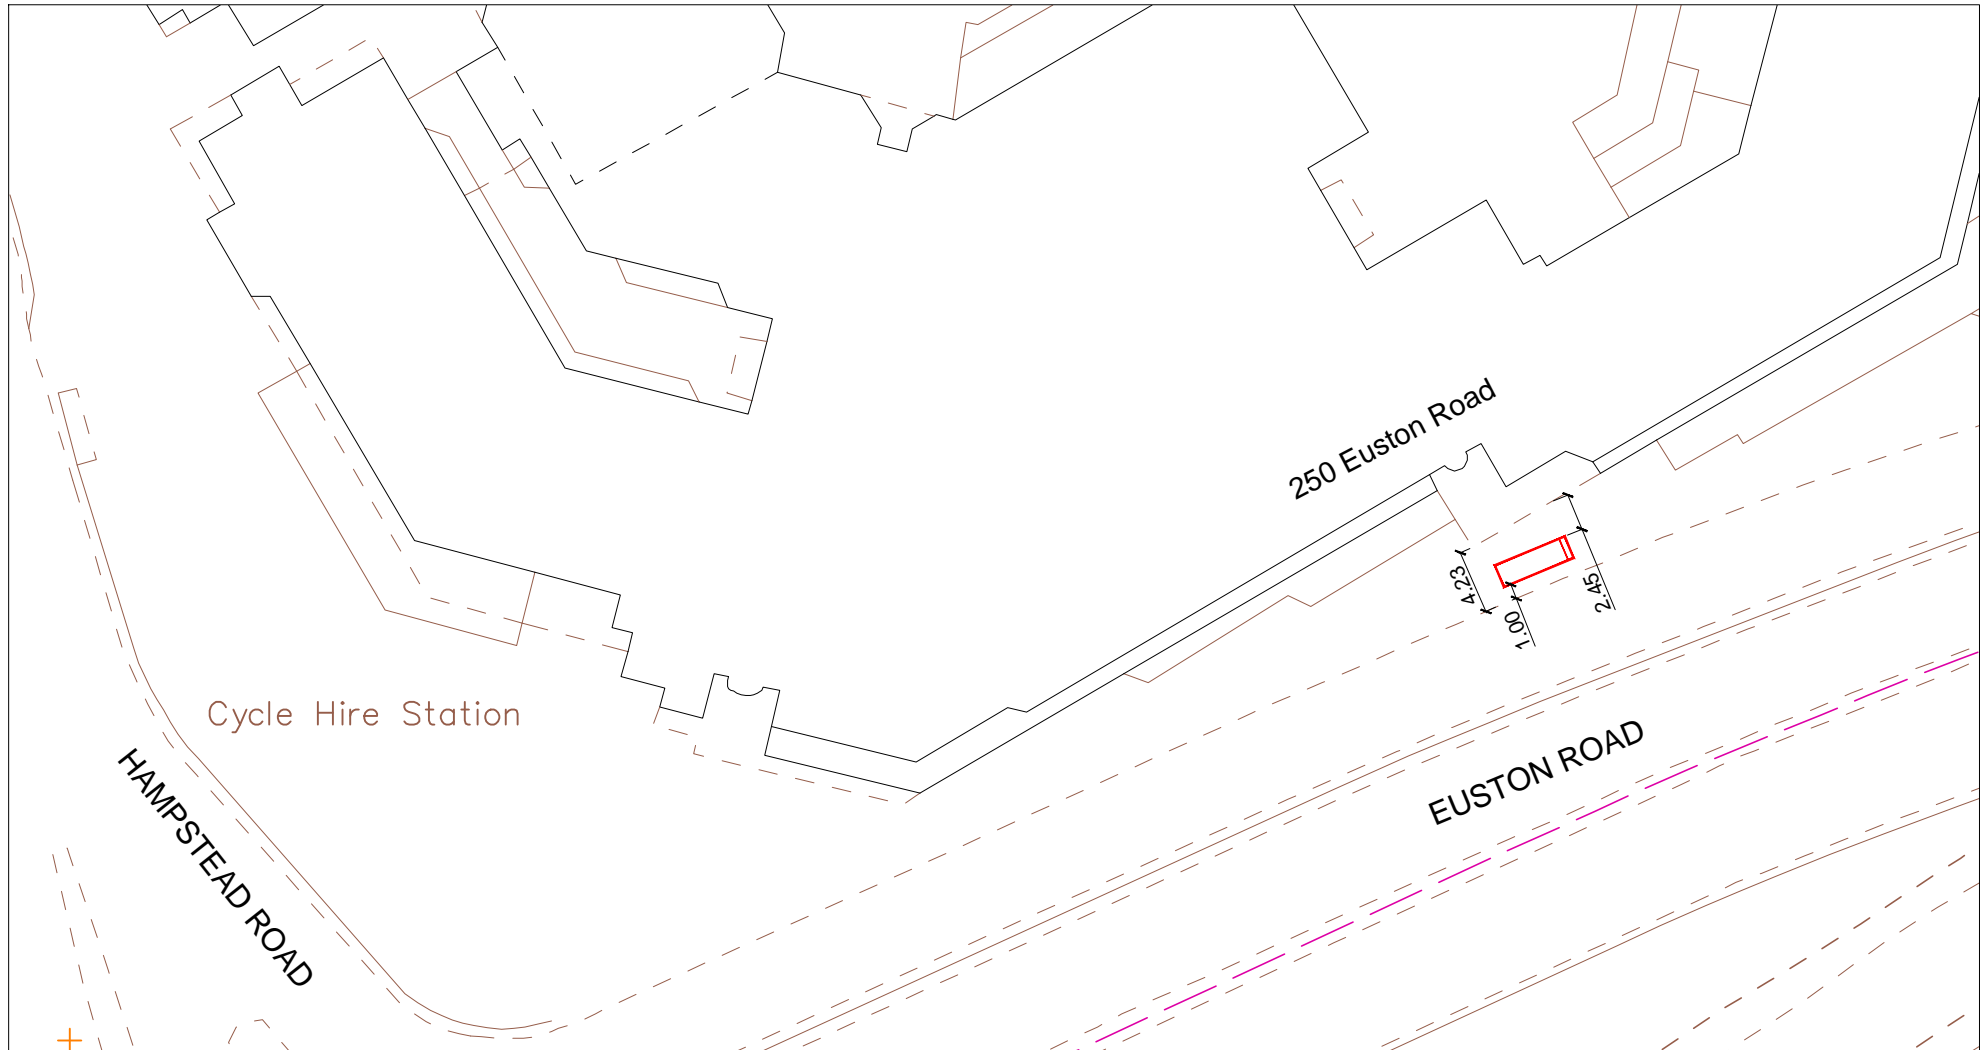 250 Euston Road
4.23
2.45
1.00
Cycle Hire Station
EUSTON ROAD
HAMPSTEAD ROAD